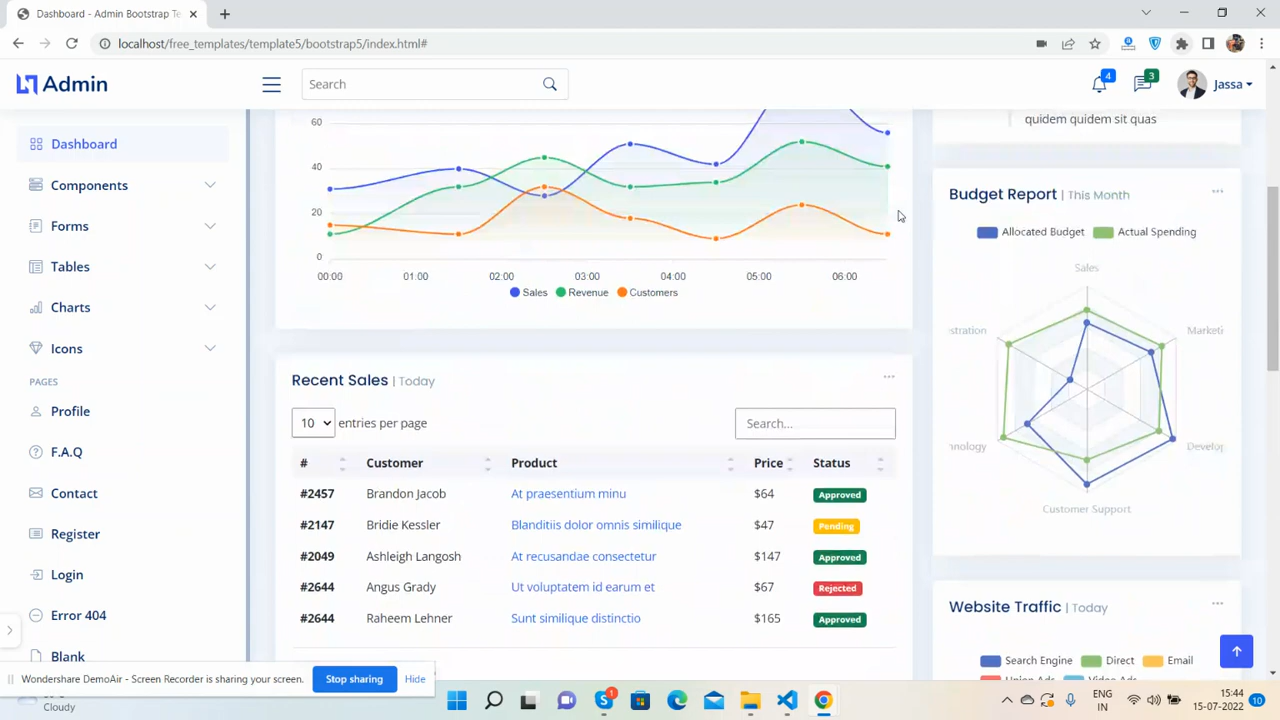 Dashboard - Admin Bootstrap Te
localhost/free_templates/template5/bootstrap5/index.html#
Admin
Search
4
3
Jassa
Dashboard
Components
Forms
Tables
Charts
Icons
PAGES
Profile
F.A.Q
Contact
Register
Login
Error 404
Blank
60
40
20
0
00:00 01:00 02:00 03:00 04:00 05:00 06:00
Sales Revenue Customers
quidem quidem sit quas
Budget Report | This Month
Allocated Budget Actual Spending
Sales
stration Marketi
nology Develop
Customer Support
Recent Sales | Today
10 entries per page
Search...
# Customer Product Price Status
#2457 Brandon Jacob At praesentium minu $64 Approved
#2147 Bridie Kessler Blanditiis dolor omnis similique $47 Pending
#2049 Ashleigh Langosh At recusandae consectetur $147 Approved
#2644 Angus Grady Ut voluptatem id earum et $67 Rejected
#2644 Raheem Lehner Sunt similique distinctio $165 Approved
Website Traffic | Today
Search Engine Direct Email
Union Ads Video Ads
Wondershare DemoAir - Screen Recorder is sharing your screen.
Stop sharing
Hide
Cloudy
1
ENG
IN
15:44
15-07-2022
10